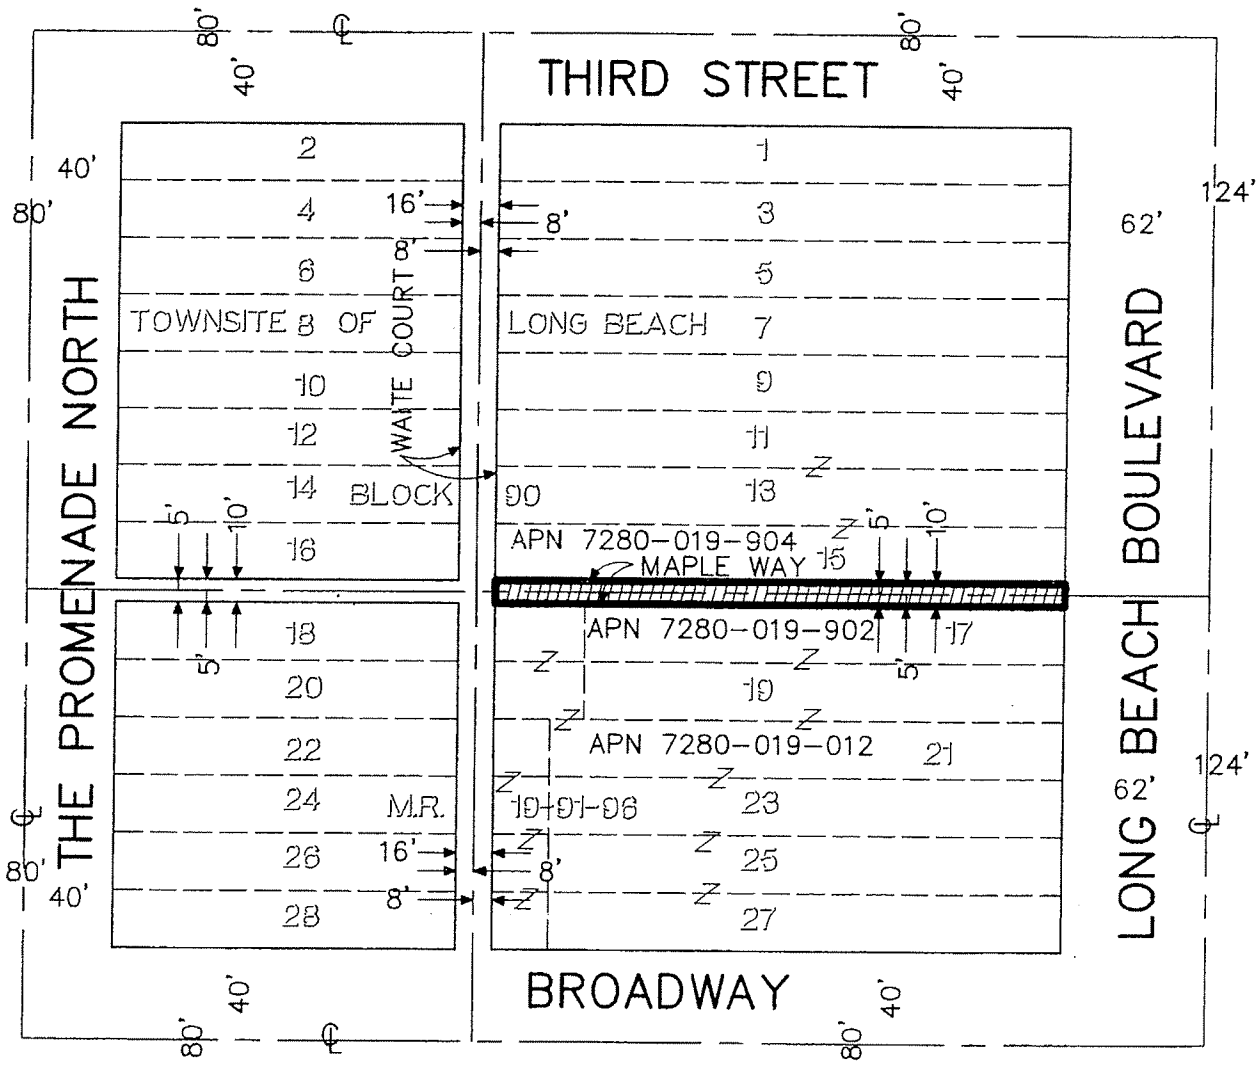 80' ℄ 80'
40' THIRD STREET 40'
2 1
40'
80' 124'
4 16' 8' 3 62'
8'
6 5
TOWNSITE 8 OF LONG BEACH 7
WAITE COURT
THE PROMENADE NORTH
LONG BEACH BOULEVARD
10 9
12 11
Z
14 BLOCK 90 13
5' 10' Z 5' 10'
16 APN 7280-019-904 15
MAPLE WAY
18 APN 7280-019-902 17
5' Z Z 5'
20 19
Z Z
22 APN 7280-019-012 21
124'
Z Z 62'
24 M.R. 19-91-96 23
℄ ℄
Z Z
16' 26 25
80' 8'
40' 8' Z Z
28 27
40' BROADWAY 40'
80' ℄ 80'